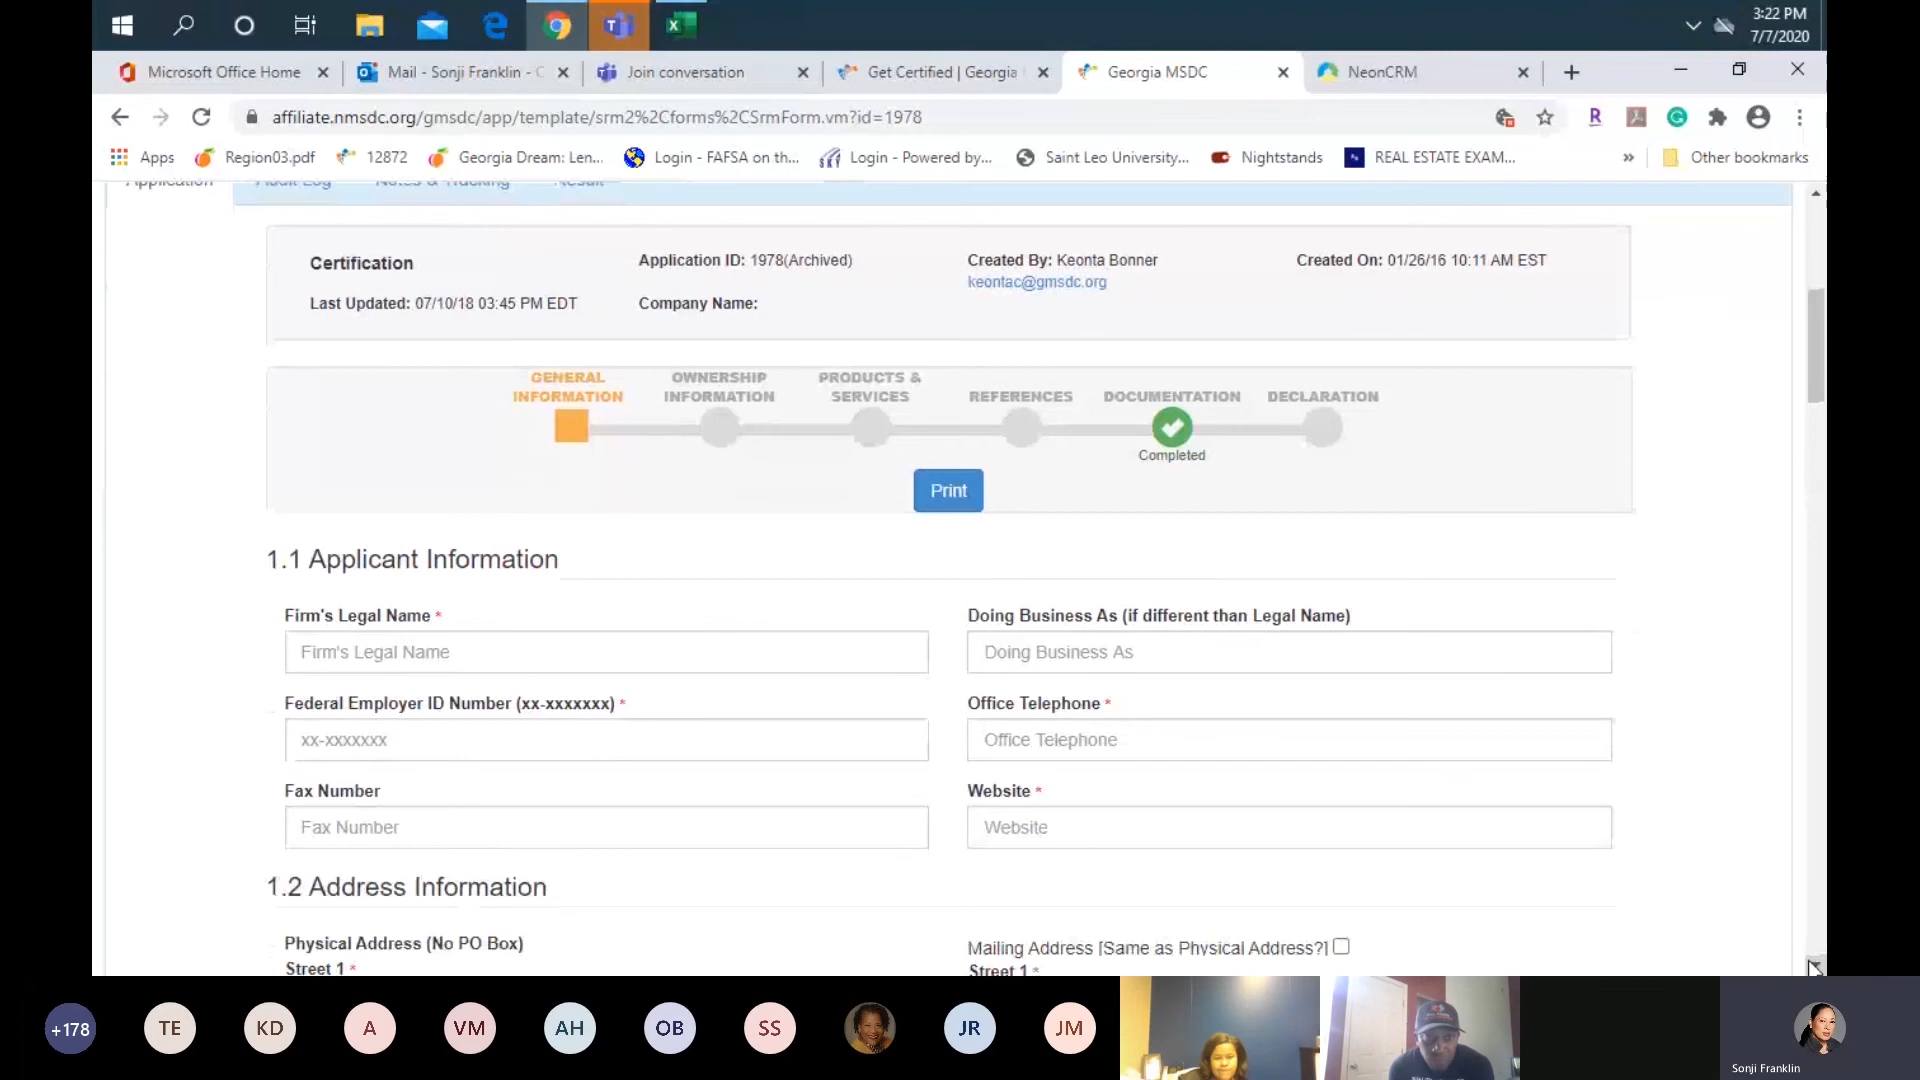 3:22 PM
7/7/2020
Microsoft Office Home
Mail - Sonji Franklin - C
Join conversation
Get Certified | Georgia
Georgia MSDC
NeonCRM
affiliate.nmsdc.org/gmsdc/app/template/srm2%2Cforms%2CSrmForm.vm?id=1978
Apps
Region03.pdf
12872
Georgia Dream: Len...
Login - FAFSA on th...
Login - Powered by...
Saint Leo University...
Nightstands
REAL ESTATE EXAM...
»
Other bookmarks
Application
Audit Log
Notes & Tracking
Result
Certification
Application ID: 1978(Archived)
Created By: Keonta Bonner
keontac@gmsdc.org
Created On: 01/26/16 10:11 AM EST
Last Updated: 07/10/18 03:45 PM EDT
Company Name:
GENERAL
INFORMATION
OWNERSHIP
INFORMATION
PRODUCTS &
SERVICES
REFERENCES
DOCUMENTATION
DECLARATION
Completed
Print
1.1 Applicant Information
Firm's Legal Name *
Firm's Legal Name
Doing Business As (if different than Legal Name)
Doing Business As
Federal Employer ID Number (xx-xxxxxxx) *
xx-xxxxxxx
Office Telephone *
Office Telephone
Fax Number
Fax Number
Website *
Website
1.2 Address Information
Physical Address (No PO Box)
Street 1 *
Mailing Address [Same as Physical Address?]
Street 1 *
+178
TE
KD
A
VM
AH
OB
SS
JR
JM
Sonji Franklin